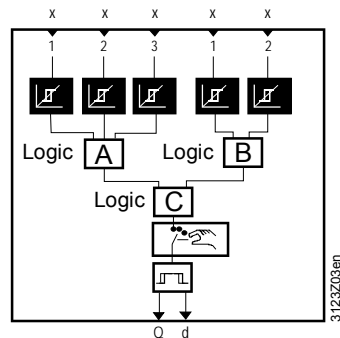 x x x x x
1 2 3 1 2
Logic A Logic B
Logic C
Q d
3123Z03en